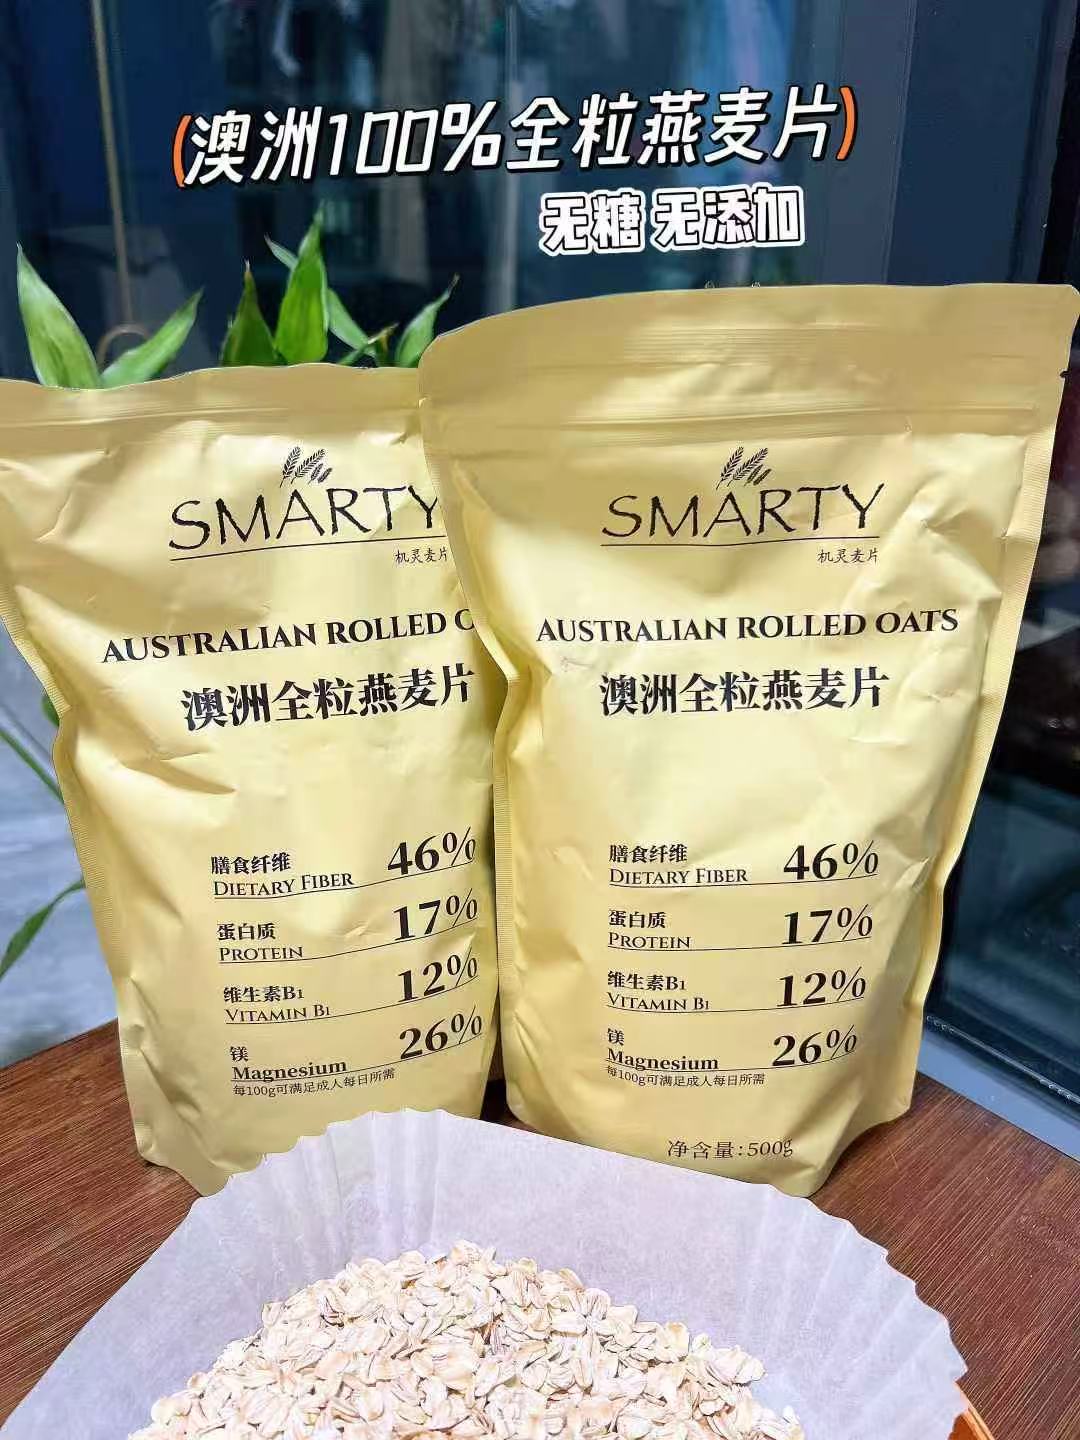 (澳洲100%全粒燕麦片)
无糖 无添加
SMARTY
机灵麦片
AUSTRALIAN ROLLED O
澳洲全粒燕麦片
膳食纤维 46%
DIETARY FIBER
蛋白质 17%
PROTEIN
维生素B1 12%
VITAMIN B1
镁 26%
Magnesium
每100g可满足成人每日所需
SMARTY
机灵麦片
AUSTRALIAN ROLLED OATS
澳洲全粒燕麦片
膳食纤维 46%
DIETARY FIBER
蛋白质 17%
PROTEIN
维生素B1 12%
VITAMIN B1
镁 26%
Magnesium
每100g可满足成人每日所需
净含量:500g